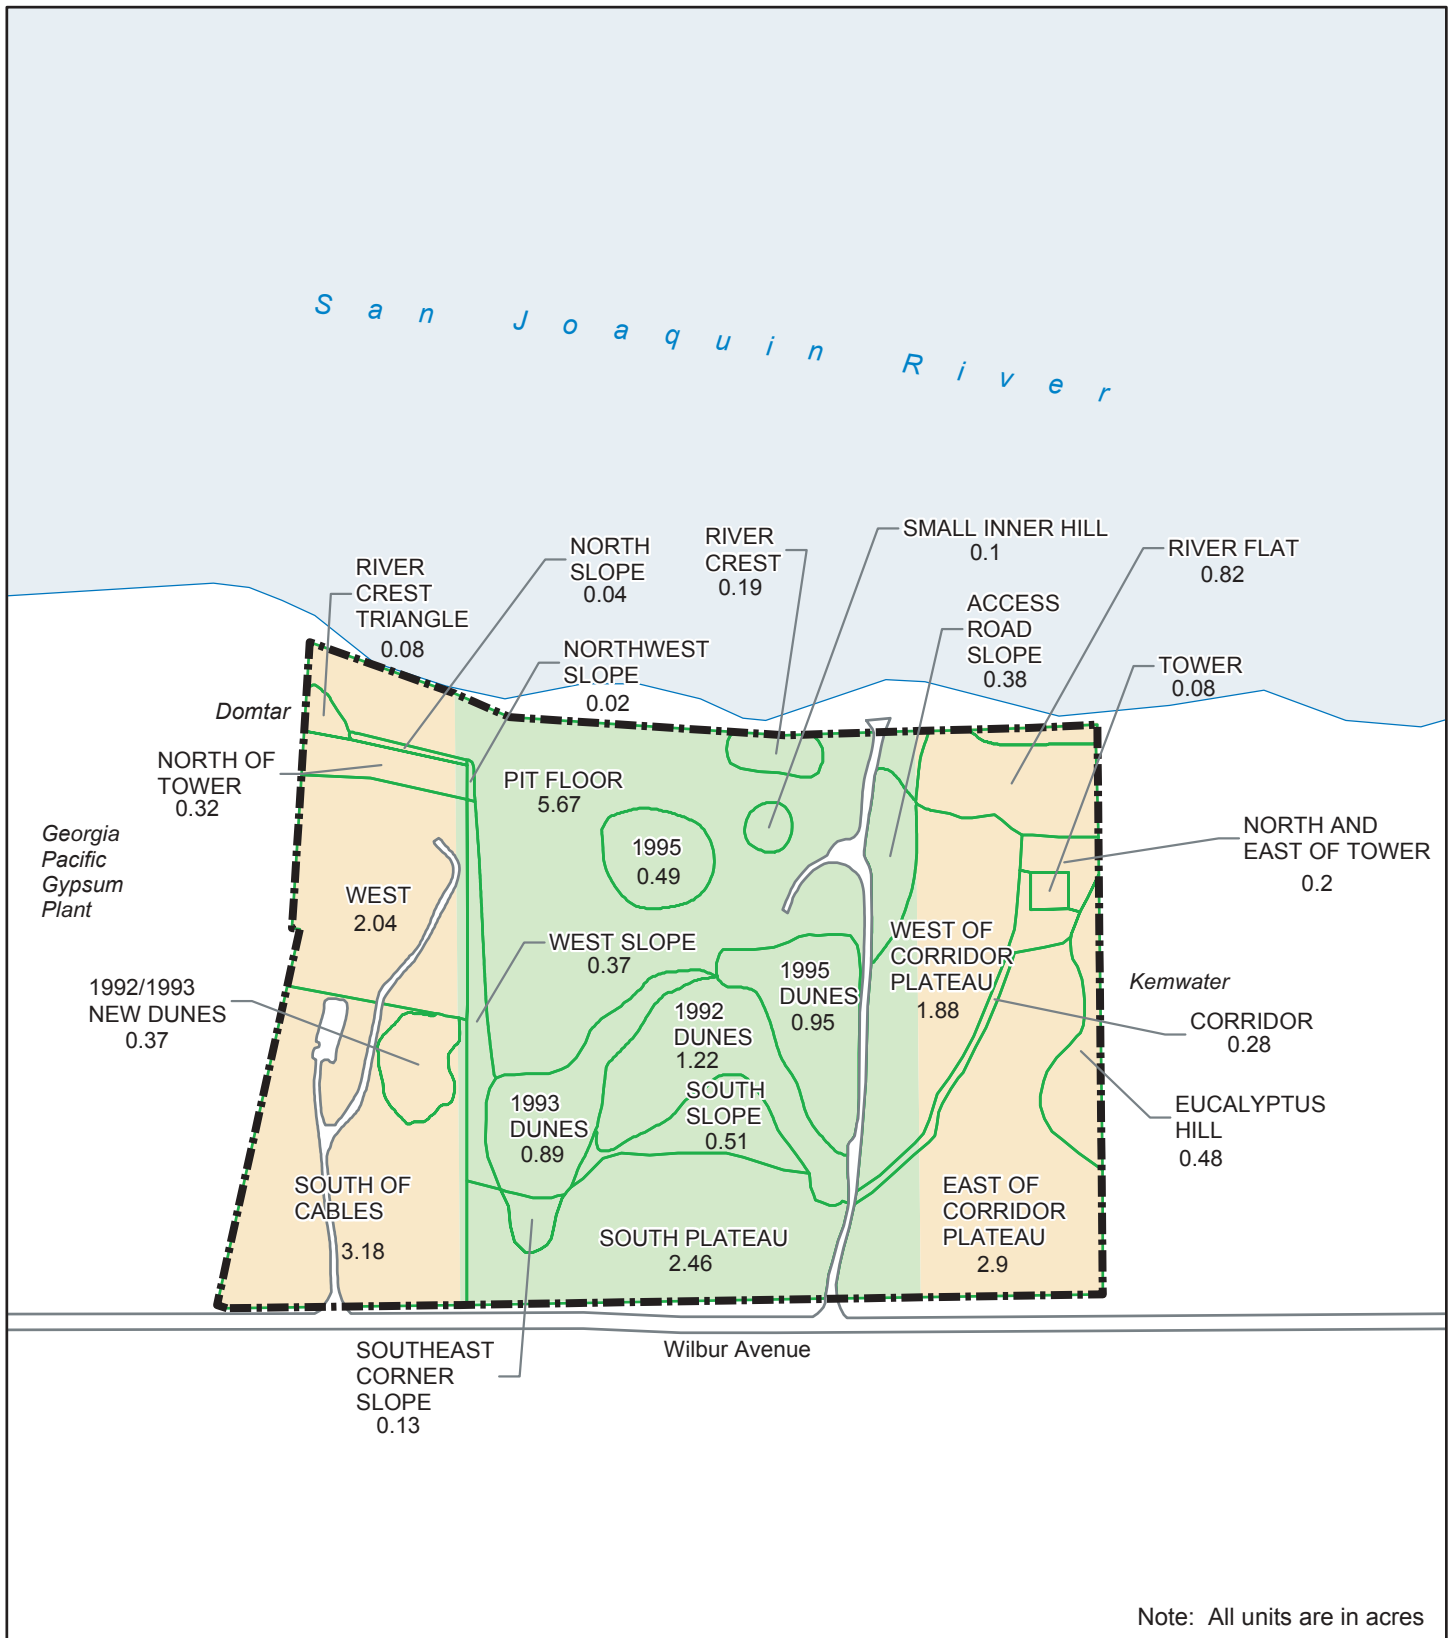 San Joaquin River
RIVER
CREST
TRIANGLE
0.08
NORTH
SLOPE
0.04
RIVER
CREST
0.19
SMALL INNER HILL
0.1
RIVER FLAT
0.82
ACCESS
ROAD
SLOPE
0.38
NORTHWEST
SLOPE
0.02
TOWER
0.08
Domtar
NORTH OF
TOWER
0.32
PIT FLOOR
5.67
Georgia
Pacific
Gypsum
Plant
1995
0.49
NORTH AND
EAST OF TOWER
0.2
WEST
2.04
WEST SLOPE
0.37
WEST OF
CORRIDOR
PLATEAU
1.88
1995
DUNES
0.95
Kemwater
1992/1993
NEW DUNES
0.37
1992
DUNES
1.22
CORRIDOR
0.28
SOUTH
SLOPE
0.51
1993
DUNES
0.89
EUCALYPTUS
HILL
0.48
SOUTH OF
CABLES
3.18
SOUTH PLATEAU
2.46
EAST OF
CORRIDOR
PLATEAU
2.9
SOUTHEAST
CORNER
SLOPE
0.13
Wilbur Avenue
Note: All units are in acres